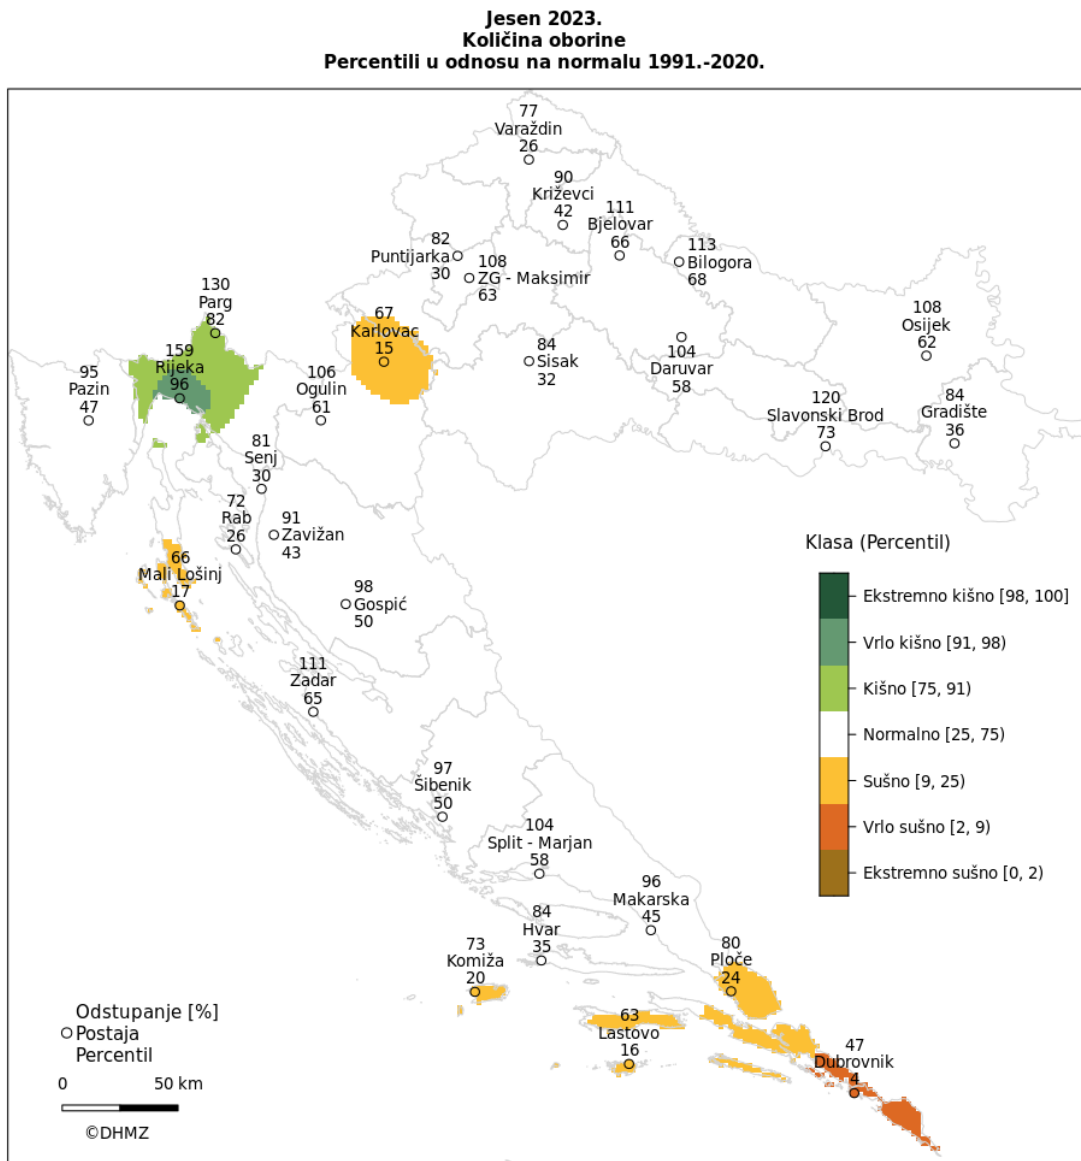 Jesen 2023.
Količina oborine
Percentili u odnosu na normalu 1991.-2020.
77
Varaždin
26
90
Križevci
42
111
Bjelovar
66
82
Puntijarka
30
113
Bilogora
68
108
ZG - Maksimir
63
130
Parg
82
67
Karlovac
15
108
Osijek
62
159
Rijeka
96
84
Sisak
32
104
Daruvar
58
95
Pazin
47
106
Ogulin
61
120
Slavonski Brod
73
84
Gradište
36
81
Senj
30
72
Rab
26
91
Zavižan
43
66
Mali Lošinj
17
98
Gospić
50
111
Zadar
65
97
Šibenik
50
104
Split - Marjan
58
96
Makarska
45
84
Hvar
35
73
Komiža
20
80
Ploče
24
63
Lastovo
16
47
Dubrovnik
4
Klasa (Percentil)
Ekstremno kišno [98, 100]
Vrlo kišno [91, 98)
Kišno [75, 91)
Normalno [25, 75)
Sušno [9, 25)
Vrlo sušno [2, 9)
Ekstremno sušno [0, 2)
Odstupanje [%]
Postaja
Percentil
0 50 km
©DHMZ